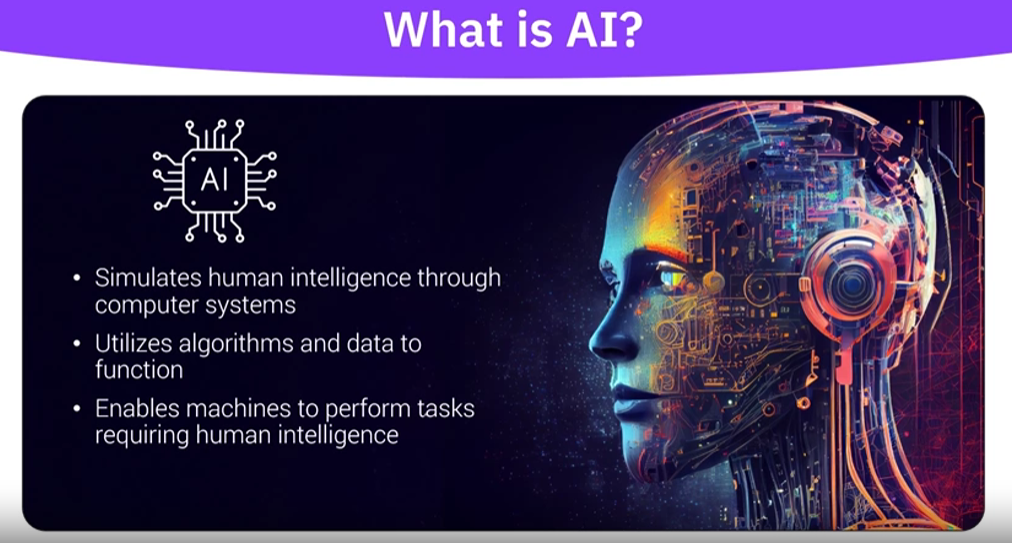 What is AI?
AI
• Simulates human intelligence through
computer systems
• Utilizes algorithms and data to
function
• Enables machines to perform tasks
requiring human intelligence